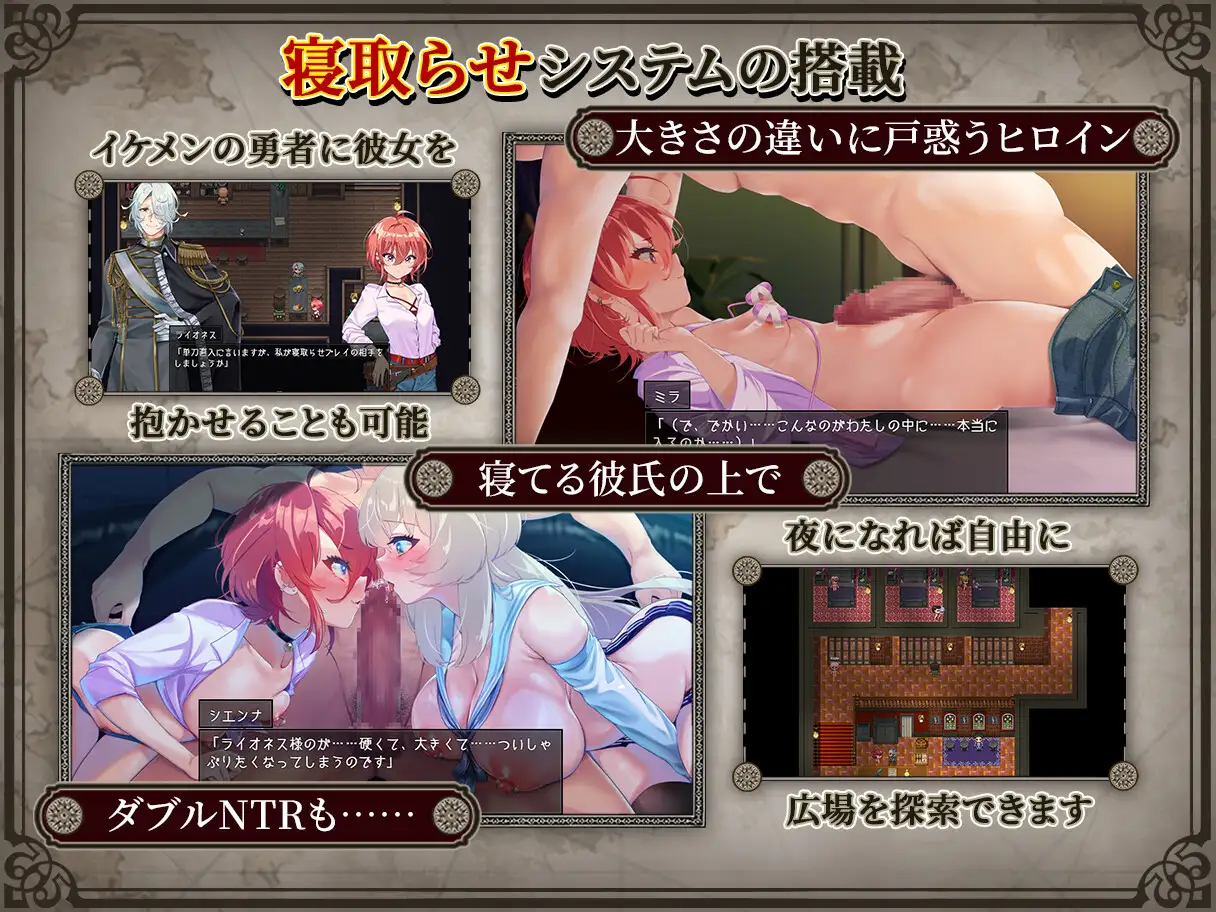 寝取らせシステムの搭載
イケメンの勇者に彼女を
ライオネス
「単刀直入に言いますが、私が寝取らせプレイの相手を
しましょうか」
抱かせることも可能
大きさの違いに戸惑うヒロイン
ミラ
「(で、でかい……こんなのがわたしの中に……本当に
入るのか……)」
寝てる彼氏の上で
シエンナ
「ライオネス様のが……硬くて、大きくて……ついしゃ
ぶりたくなってしまうのです」
ダブルNTRも……
夜になれば自由に
広場を探索できます